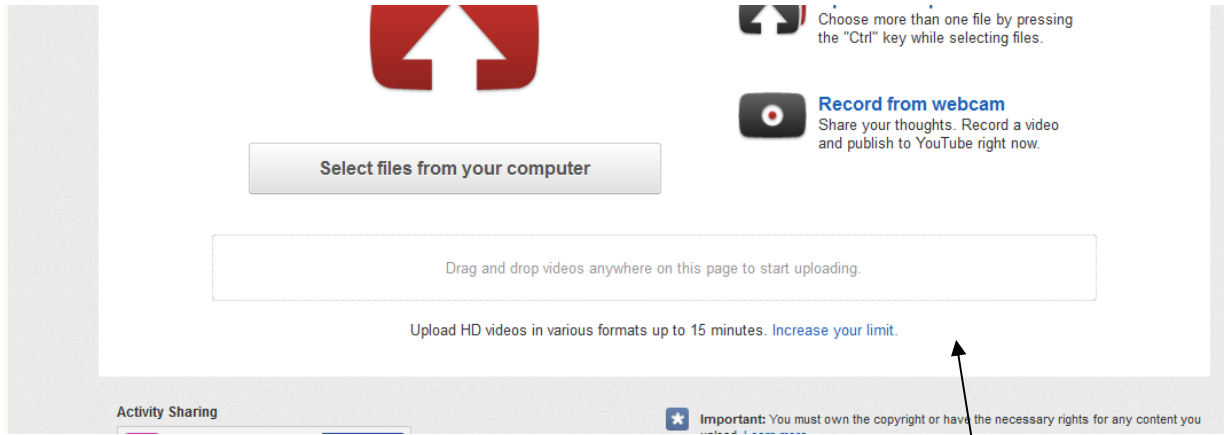 Choose more than one file by pressing
the "Ctrl" key while selecting files.
Record from webcam
Share your thoughts. Record a video
and publish to YouTube right now.
Select files from your computer
Drag and drop videos anywhere on this page to start uploading.
Upload HD videos in various formats up to 15 minutes. Increase your limit.
Activity Sharing
Important: You must own the copyright or have the necessary rights for any content you
upload. Learn more